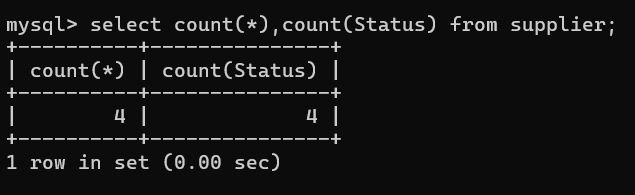 mysql> select count(*),count(Status) from supplier;
+----------+---------------+
| count(*) | count(Status) |
+----------+---------------+
|        4 |             4 |
+----------+---------------+
1 row in set (0.00 sec)